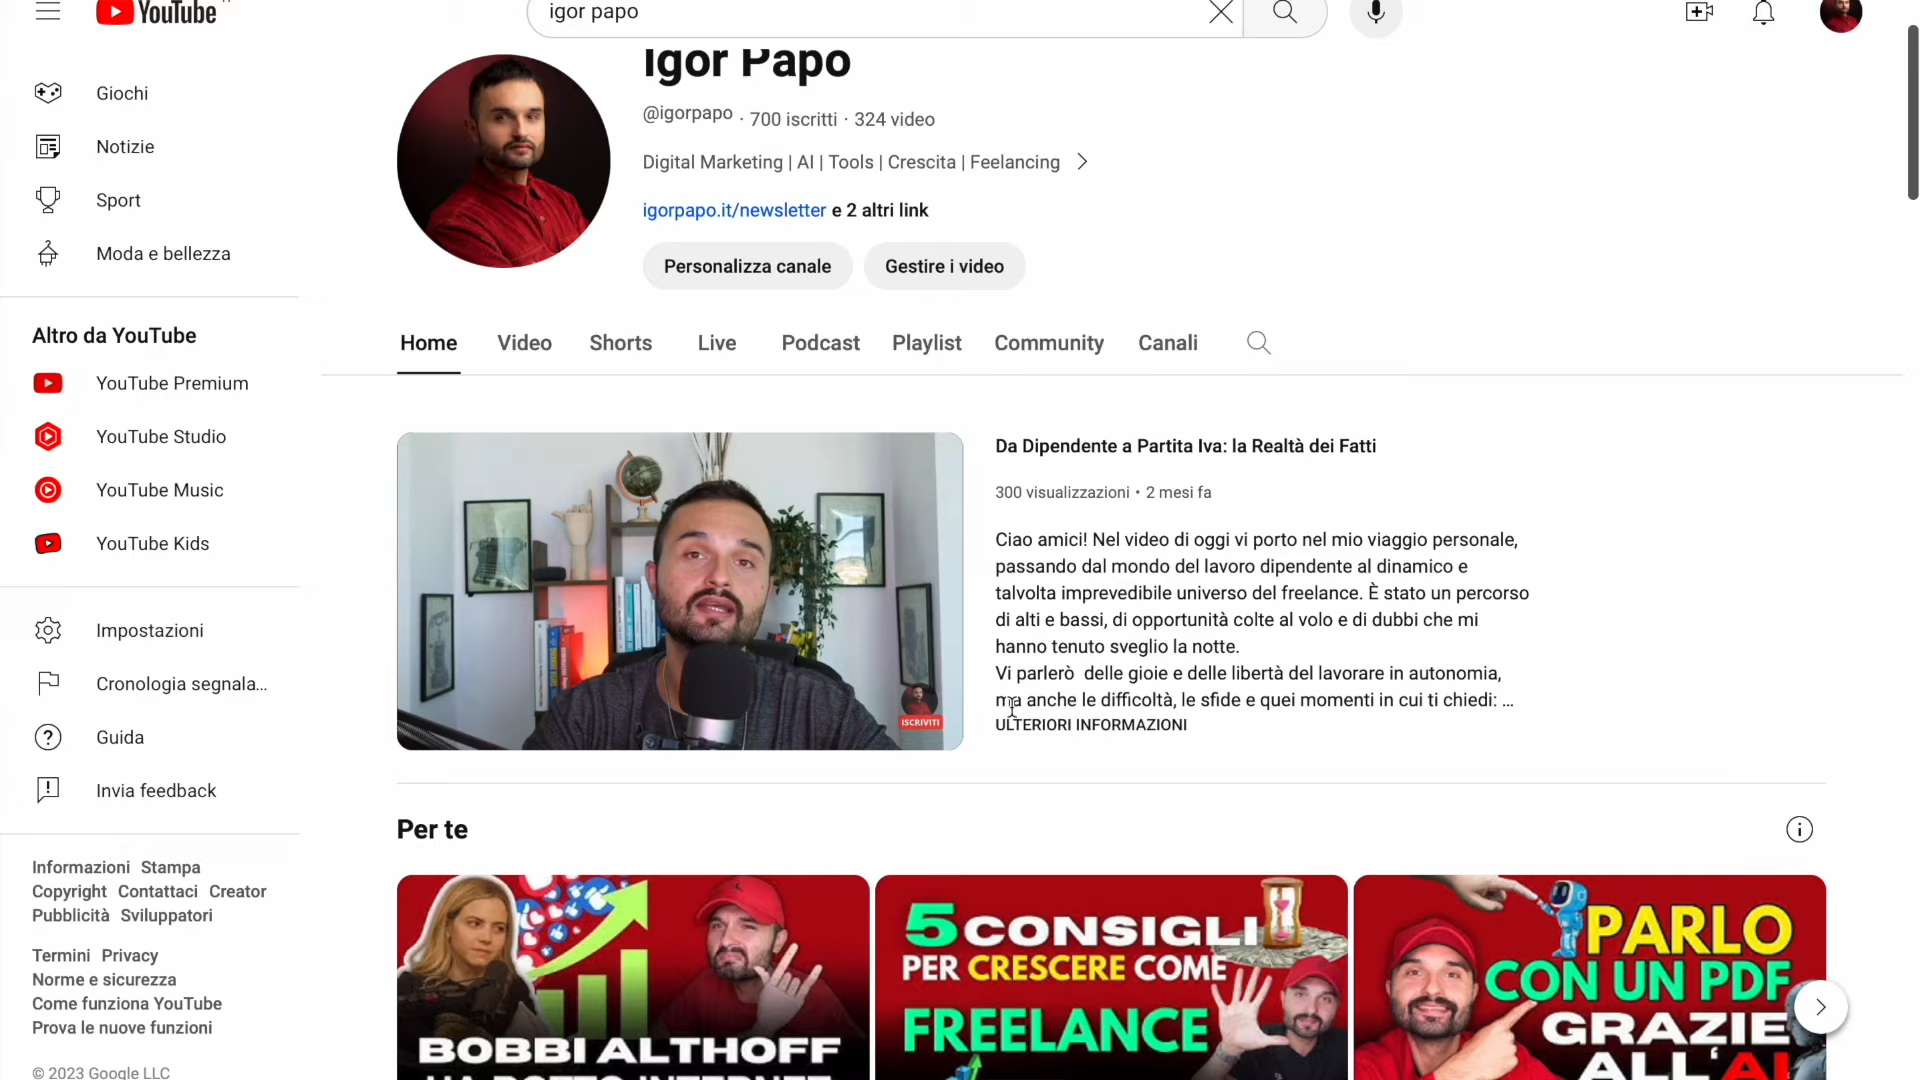 YouTube
igor papo
Giochi
Notizie
Sport
Moda e bellezza
Altro da YouTube
YouTube Premium
YouTube Studio
YouTube Music
YouTube Kids
Impostazioni
Cronologia segnala...
Guida
Invia feedback
Informazioni Stampa
Copyright Contattaci Creator
Pubblicità Sviluppatori
Termini Privacy
Norme e sicurezza
Come funziona YouTube
Prova le nuove funzioni
© 2023 Google LLC
Igor Papo
@igorpapo · 700 iscritti · 324 video
Digital Marketing | AI | Tools | Crescita | Feelancing
igorpapo.it/newsletter e 2 altri link
Personalizza canale Gestire i video
Home Video Shorts Live Podcast Playlist Community Canali
ISCRIVITI
Da Dipendente a Partita Iva: la Realtà dei Fatti
300 visualizzazioni • 2 mesi fa
Ciao amici! Nel video di oggi vi porto nel mio viaggio personale,
passando dal mondo del lavoro dipendente al dinamico e
talvolta imprevedibile universo del freelance. È stato un percorso
di alti e bassi, di opportunità colte al volo e di dubbi che mi
hanno tenuto sveglio la notte.
Vi parlerò delle gioie e delle libertà del lavorare in autonomia,
ma anche le difficoltà, le sfide e quei momenti in cui ti chiedi: ...
ULTERIORI INFORMAZIONI
Per te
BOBBI ALTHOFF
5 CONSIGLI
PER CRESCERE COME
FREELANCE
PARLO
CON UN PDF
GRAZIE
ALL'AI